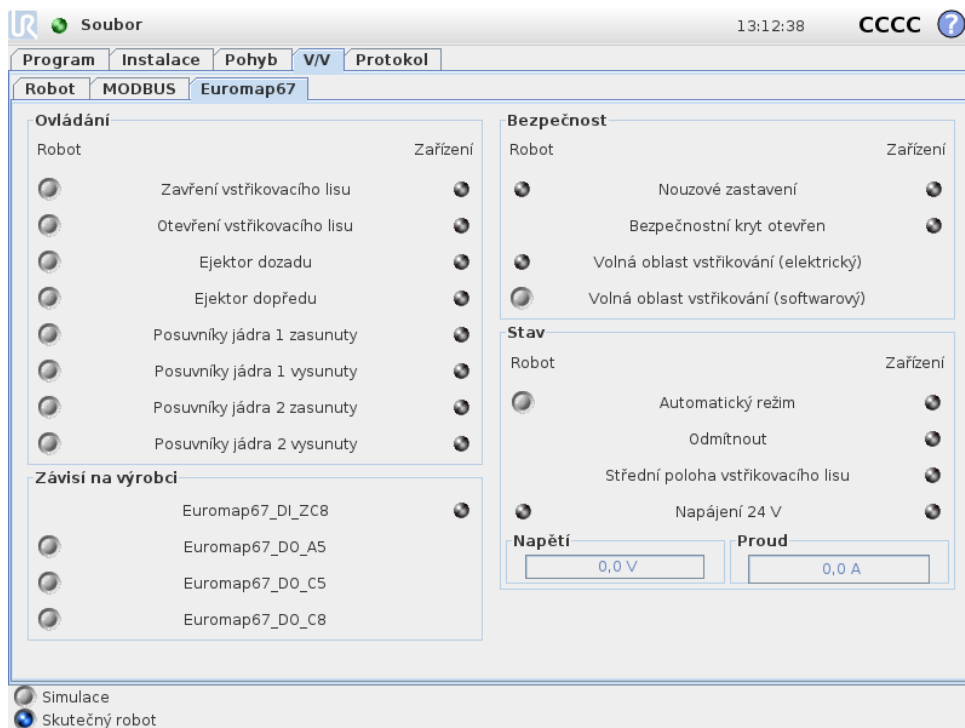 UR Soubor 13:12:38 CCCC ?
Program Instalace Pohyb V/V Protokol
Robot MODBUS Euromap67
Ovládání
Robot Zařízení
Zavření vstřikovacího lisu
Otevření vstřikovacího lisu
Ejektor dozadu
Ejektor dopředu
Posuvníky jádra 1 zasunuty
Posuvníky jádra 1 vysunuty
Posuvníky jádra 2 zasunuty
Posuvníky jádra 2 vysunuty
Závisí na výrobci
Euromap67_DI_ZC8
Euromap67_DO_A5
Euromap67_DO_C5
Euromap67_DO_C8
Bezpečnost
Robot Zařízení
Nouzové zastavení
Bezpečnostní kryt otevřen
Volná oblast vstřikování (elektrický)
Volná oblast vstřikování (softwarový)
Stav
Robot Zařízení
Automatický režim
Odmítnout
Střední poloha vstřikovacího lisu
Napájení 24 V
Napětí Proud
0,0 V 0,0 A
Simulace
Skutečný robot